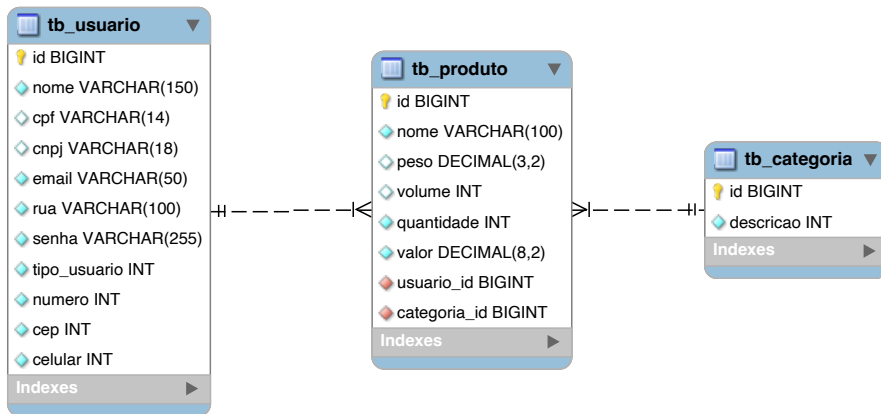 tb_usuario
id BIGINT
nome VARCHAR(150)
cpf VARCHAR(14)
cnpj VARCHAR(18)
email VARCHAR(50)
rua VARCHAR(100)
senha VARCHAR(255)
tipo_usuario INT
numero INT
cep INT
celular INT
Indexes
tb_produto
id BIGINT
nome VARCHAR(100)
peso DECIMAL(3,2)
volume INT
quantidade INT
valor DECIMAL(8,2)
usuario_id BIGINT
categoria_id BIGINT
Indexes
tb_categoria
id BIGINT
descricao INT
Indexes